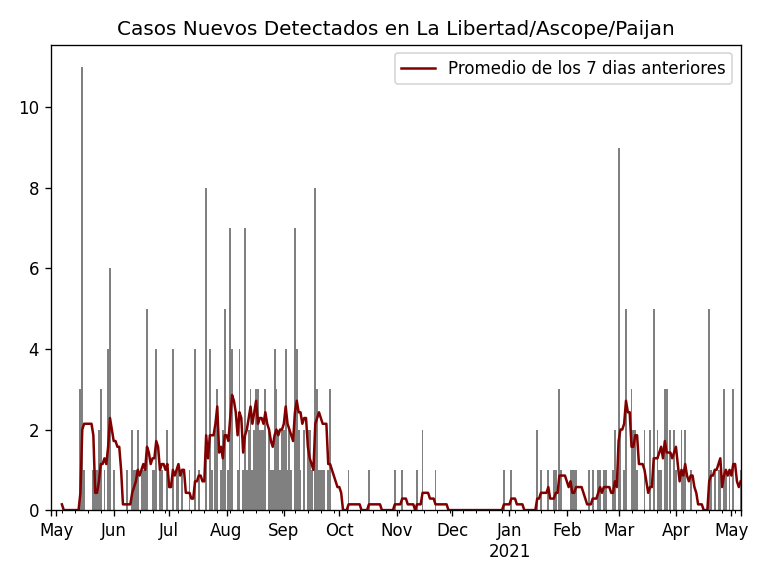 Casos Nuevos Detectados en La Libertad/Ascope/Paijan
Promedio de los 7 dias anteriores
10
8
6
4
2
0
May Jun Jul Aug Sep Oct Nov Dec Jan Feb Mar Apr May
2021